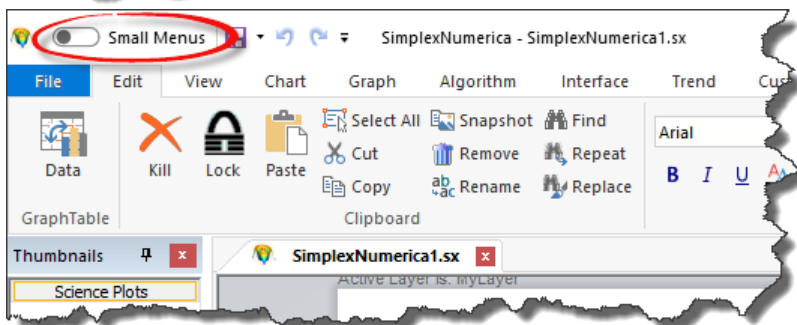 Small Menus SimplexNumerica - SimplexNumerica1.sx
File Edit View Chart Graph Algorithm Interface Trend
Select All Snapshot Find
Arial
Cut Remove Repeat
Data Kill Lock Paste
B I U
Copy ab ac Rename Replace
GraphTable Clipboard
Thumbnails SimplexNumerica1.sx
Science Plots
Active Layer is: MyLayer